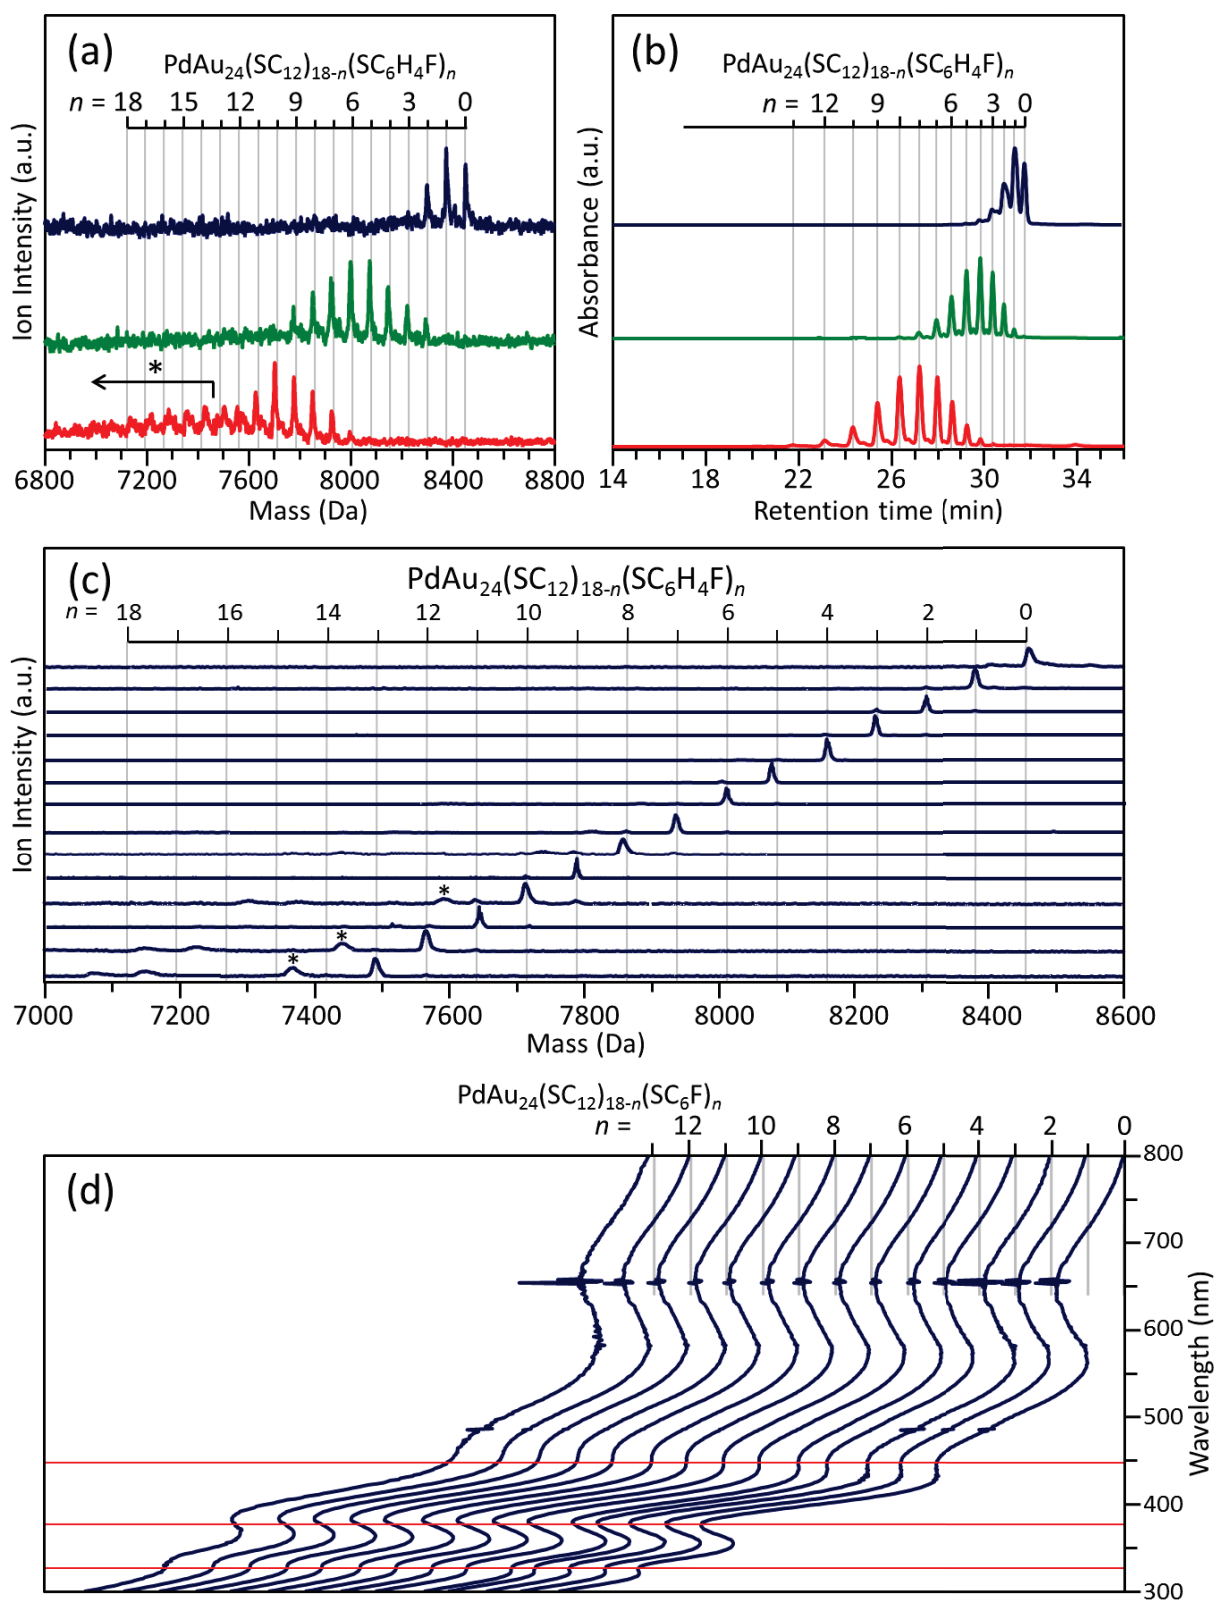 (a)
PdAu24(SC12)18-n(SC6H4F)n
n = 18 15 12 9 6 3 0
Ion Intensity (a.u.)
*
6800 7200 7600 8000 8400 8800
Mass (Da)
(b)
PdAu24(SC12)18-n(SC6H4F)n
n = 12 9 6 3 0
Absorbance (a.u.)
14 18 22 26 30 34
Retention time (min)
(c)
PdAu24(SC12)18-n(SC6H4F)n
n = 18 16 14 12 10 8 6 4 2 0
Ion Intensity (a.u.)
*
*
*
7000 7200 7400 7600 7800 8000 8200 8400 8600
Mass (Da)
PdAu24(SC12)18-n(SC6F)n
n = 12 10 8 6 4 2 0
(d)
800
700
600
500
400
300
Wavelength (nm)